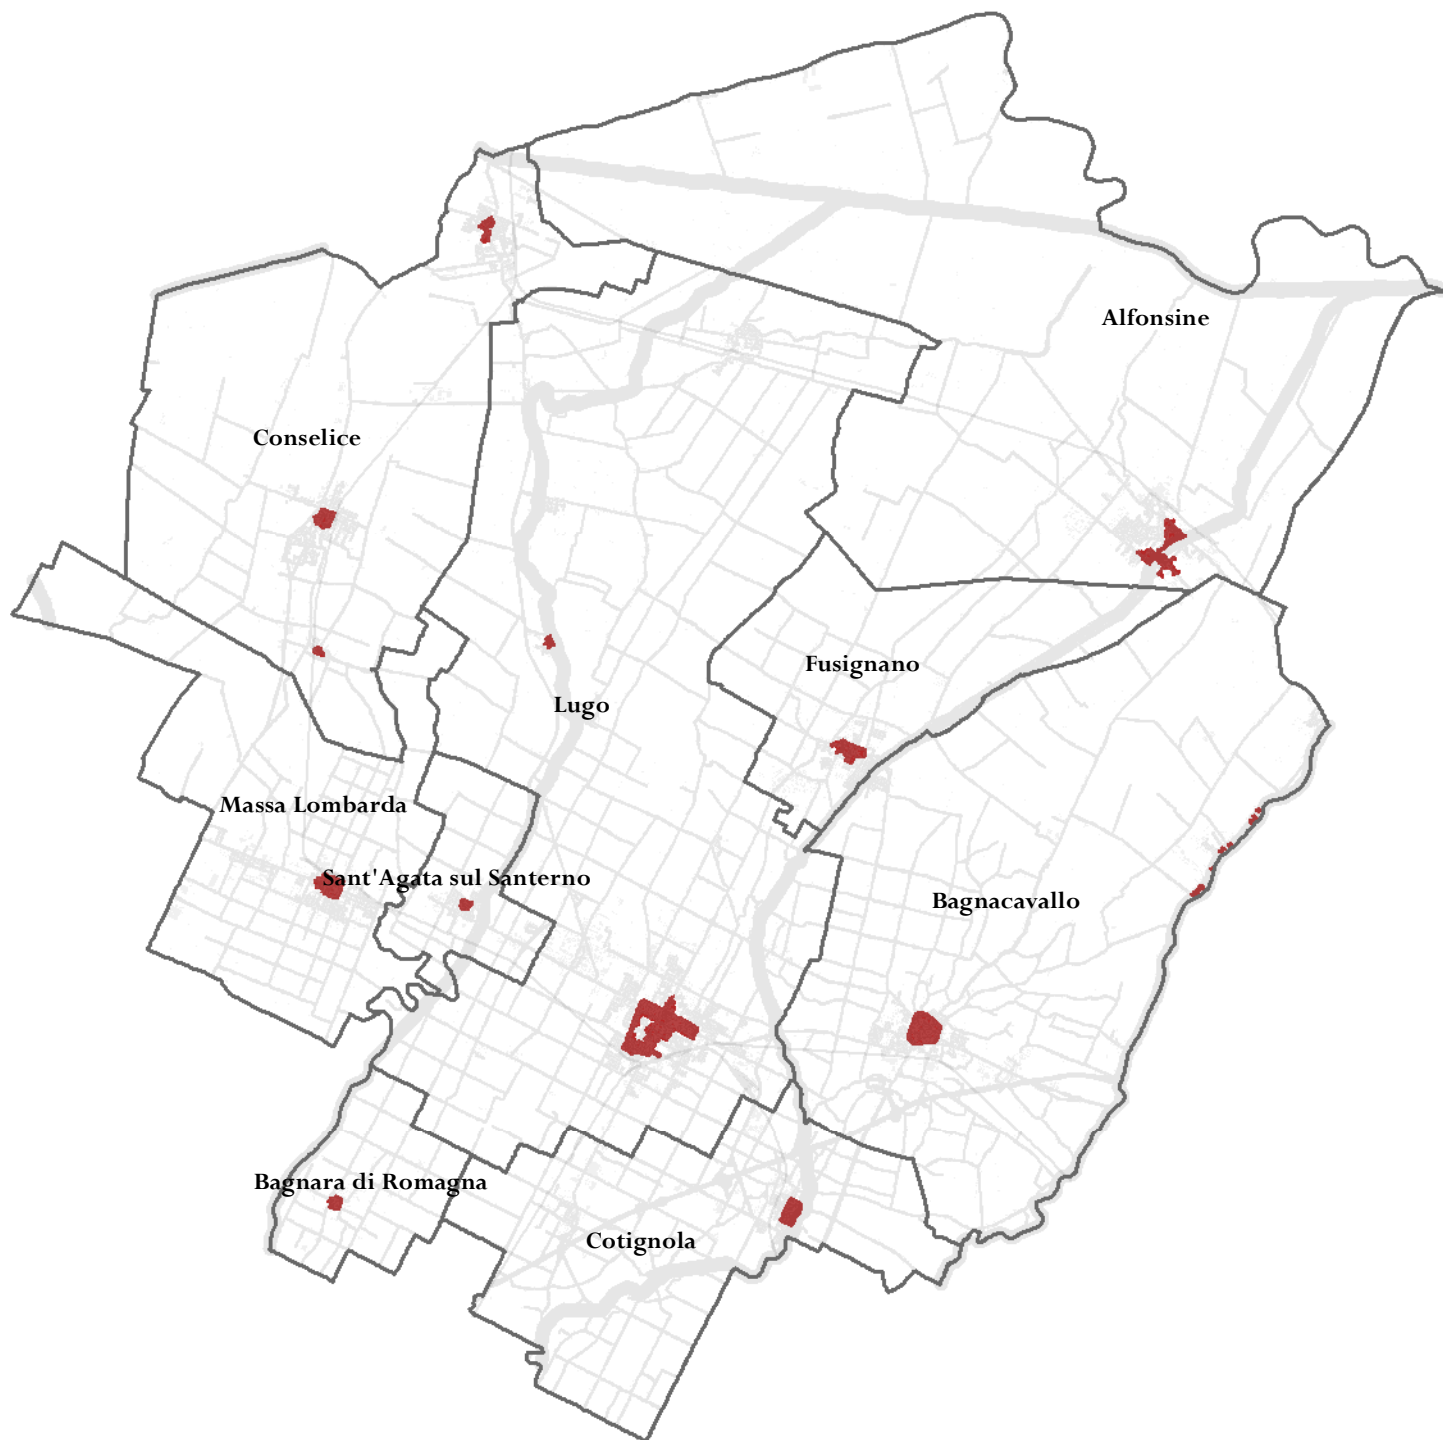 Alfonsine
Conselice
Fusignano
Lugo
Massa Lombarda
Sant'Agata sul Santerno
Bagnacavallo
Bagnara di Romagna
Cotignola